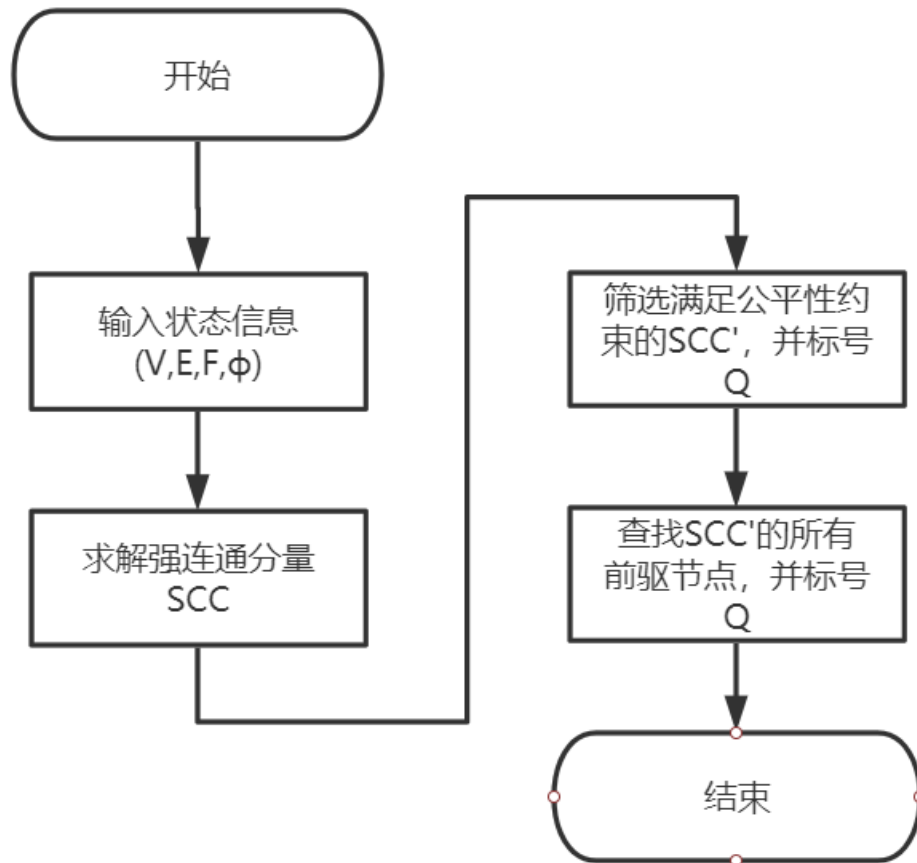 开始
输入状态信息
(V,E,F,ф)
求解强连通分量
SCC
筛选满足公平性约
束的SCC'，并标号
Q
查找SCC'的所有
前驱节点，并标号
Q
结束